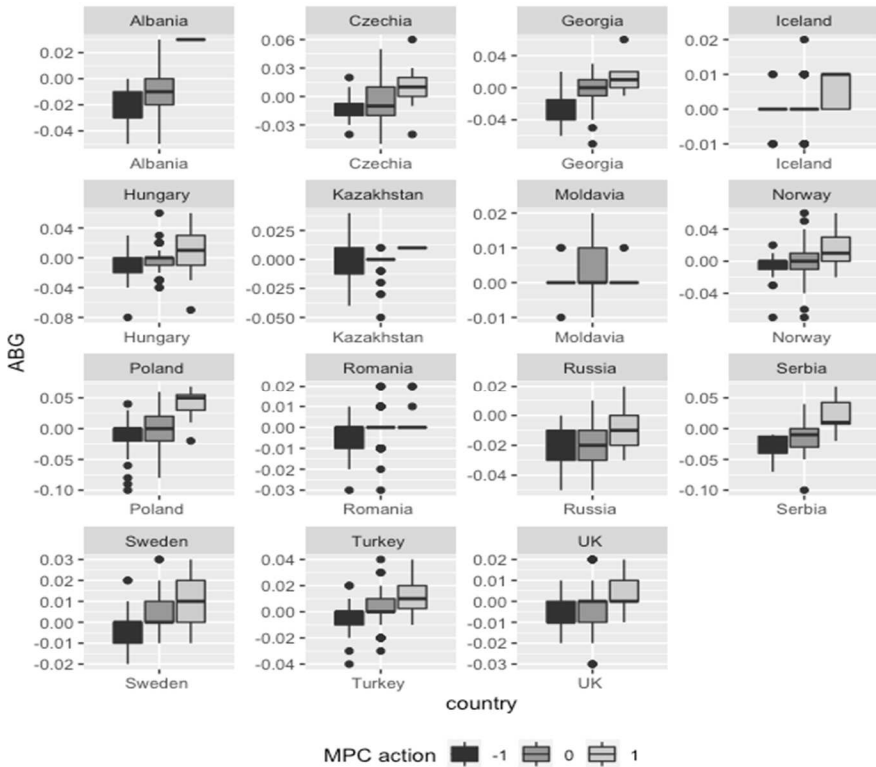 Albania Czechia Georgia Iceland
0.02 0.06 0.04 0.02
0.00 0.03 0.00 0.01
-0.02 0.00 -0.04 0.00
-0.04 -0.03 -0.01
Albania Czechia Georgia Iceland
Hungary Kazakhstan Moldavia Norway
0.04 0.025 0.02 0.04
0.00 0.000 0.01 0.00
-0.04 -0.025 0.00 -0.04
-0.08 -0.050 -0.01
Hungary Kazakhstan Moldavia Norway
ABG
Poland Romania Russia Serbia
0.05 0.02 0.02 0.05
0.00 0.01 0.00 0.00
-0.05 0.00 -0.02 -0.05
-0.10 -0.01 -0.04 -0.10
-0.02
-0.03
Poland Romania Russia Serbia
Sweden Turkey UK
0.03 0.04 0.02
0.02 0.02 0.01
0.01 0.00 0.00
0.00 -0.02 -0.01
-0.01 -0.04 -0.02
-0.02 -0.03
Sweden Turkey UK
country
MPC action -1 0 1